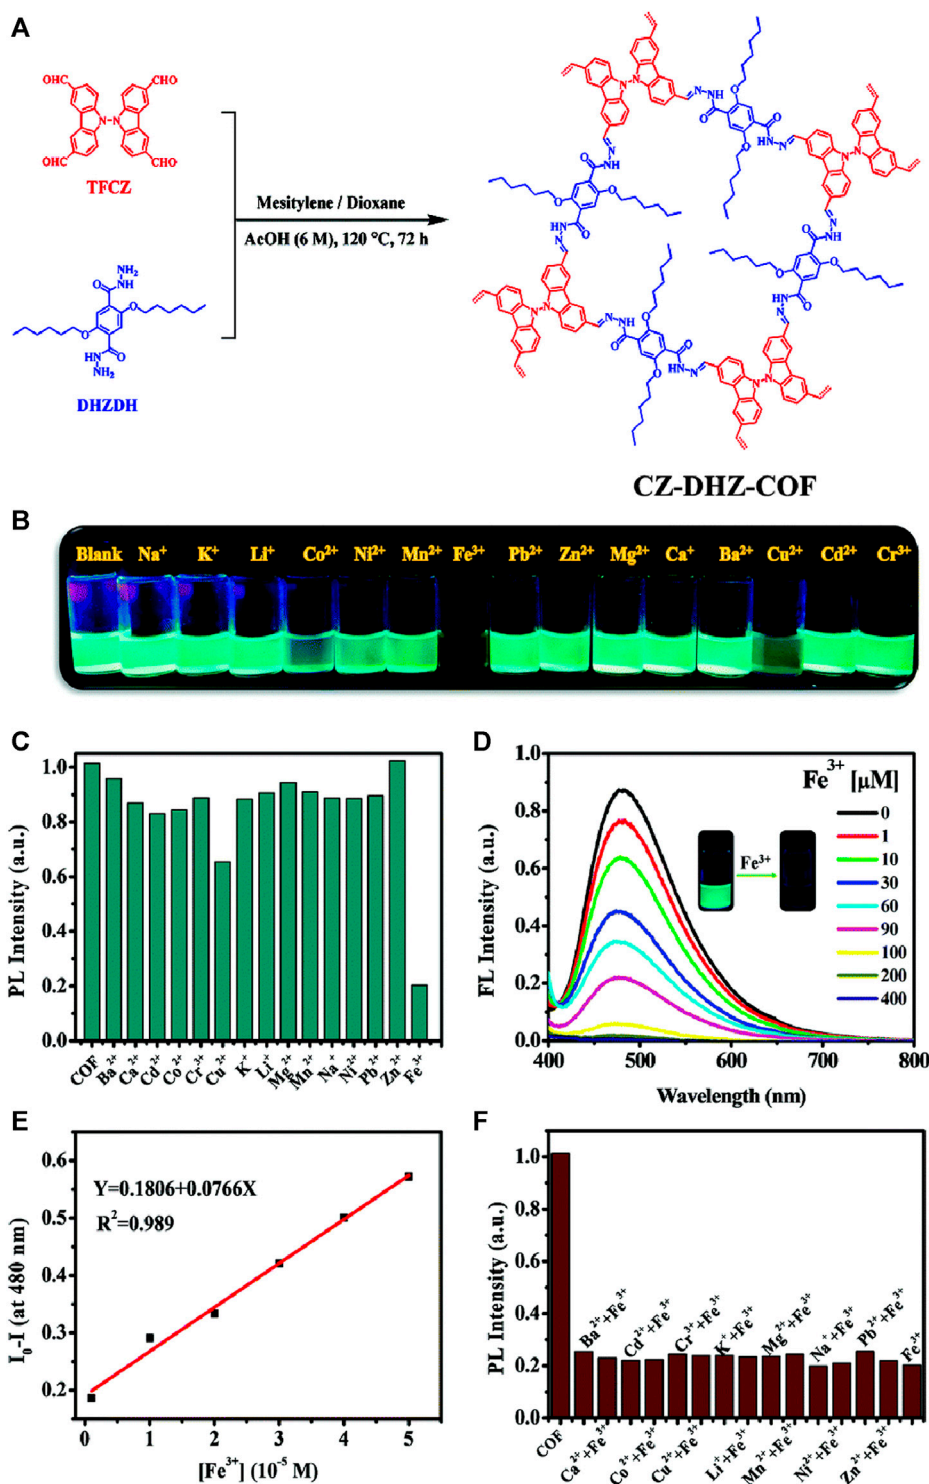 A
OHC
CHO
OHC
CHO
N—N
TFCZ
NH2
HN
O
O
O
O
HN
NH2
DHZDH
Mesitylene / Dioxane
AcOH (6 M), 120 °C, 72 h
CZ-DHZ-COF
B
Blank Na⁺ K⁺ Li⁺ Co²⁺ Ni²⁺ Mn²⁺ Fe³⁺ Pb²⁺ Zn²⁺ Mg²⁺ Ca⁺ Ba²⁺ Cu²⁺ Cd²⁺ Cr³⁺
C
PL Intensity (a.u.)
1.0
0.8
0.6
0.4
0.2
0.0
COF Ba²⁺ Ca²⁺ Cd²⁺ Co²⁺ Cr³⁺ Cu²⁺ K⁺ Li⁺ Mg²⁺ Mn²⁺ Na⁺ Ni²⁺ Pb²⁺ Zn²⁺ Fe³⁺
D
FL Intensity (a.u.)
1.0
0.8
0.6
0.4
0.2
0.0
400 500 600 700 800
Wavelength (nm)
Fe³⁺ [µM]
0
1
10
30
60
90
100
200
400
Fe³⁺
E
I₀-I (at 480 nm)
0.6
0.5
0.4
0.3
0.2
Y=0.1806+0.0766X
R²=0.989
0 1 2 3 4 5
[Fe³⁺] (10⁻⁵ M)
F
PL Intensity (a.u.)
1.0
0.8
0.6
0.4
0.2
0.0
Ba²⁺+Fe³⁺ Cd²⁺+Fe³⁺ Cr³⁺+Fe³⁺ K⁺+Fe³⁺ Mg²⁺+Fe³⁺ Na⁺+Fe³⁺ Pb²⁺+Fe³⁺ Fe³⁺
COF Ca²⁺+Fe³⁺ Co²⁺+Fe³⁺ Cu²⁺+Fe³⁺ Li⁺+Fe³⁺ Mn²⁺+Fe³⁺ Ni²⁺+Fe³⁺ Zn²⁺+Fe³⁺